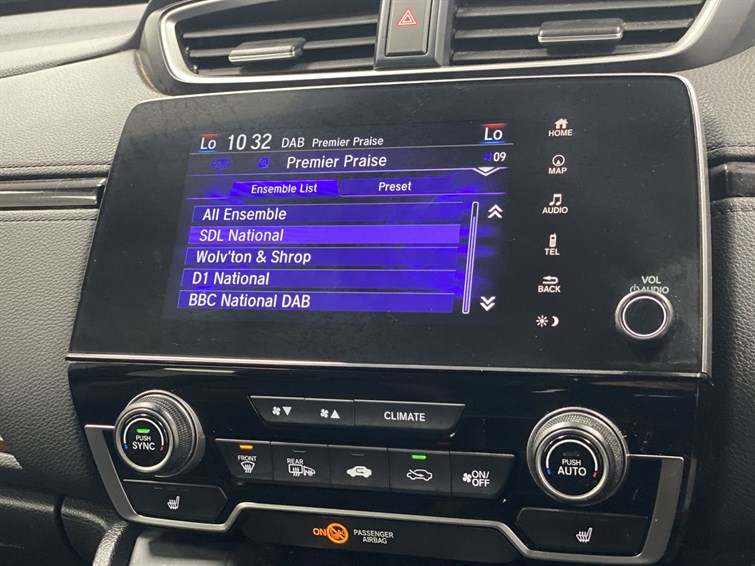 Lo 10 32 DAB Premier Praise Lo
Premier Praise 09
Ensemble List Preset
All Ensemble
SDL National
Wolv'ton & Shrop
D1 National
BBC National DAB
HOME
MAP
AUDIO
TEL
BACK
VOL
AUDIO
CLIMATE
PUSH
SYNC
FRONT
REAR
ON/
OFF
PUSH
AUTO
ON
PASSENGER
AIRBAG